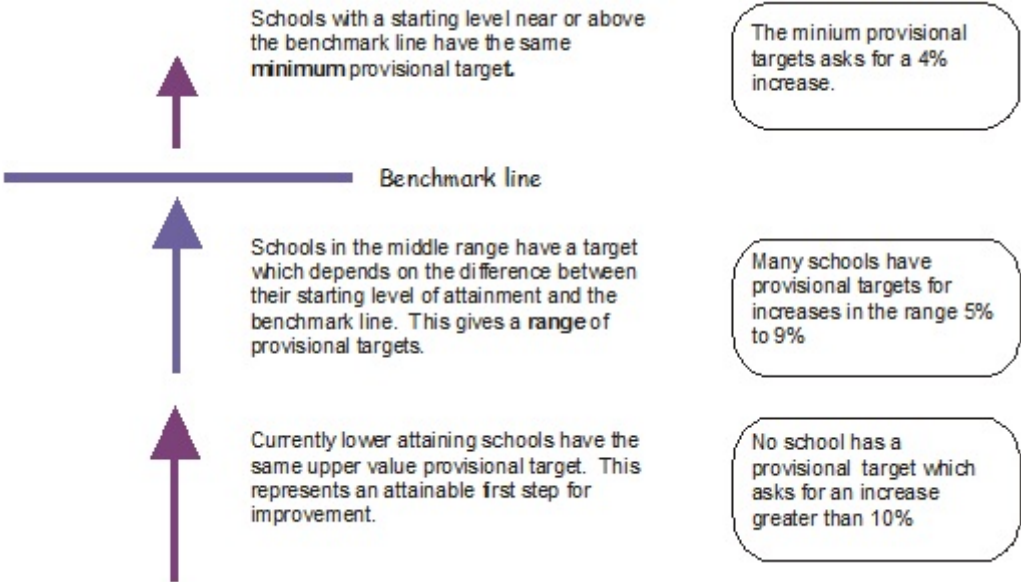 Schools with a starting level near or above
the benchmark line have the same
minimum provisional target.
The minium provisional
targets asks for a 4%
increase.
Benchmark line
Schools in the middle range have a target
which depends on the difference between
their starting level of attainment and the
benchmark line. This gives a range of
provisional targets.
Many schools have
provisional targets for
increases in the range 5%
to 9%
Currently lower attaining schools have the
same upper value provisional target. This
represents an attainable first step for
improvement.
No school has a
provisional target which
asks for an increase
greater than 10%